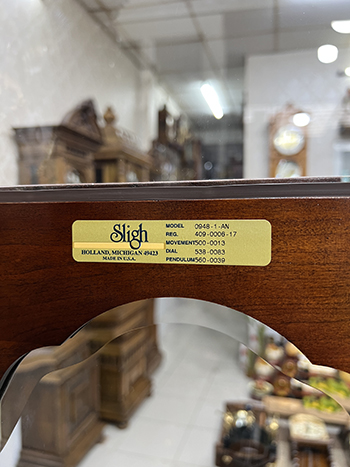 Sligh
HOLLAND, MICHIGAN 49423
MADE IN U.S.A.
MODEL 0948-1-AN
REG. 409-0006-17
MOVEMENT 500-0013
DIAL 538-0083
PENDULUM 560-0039